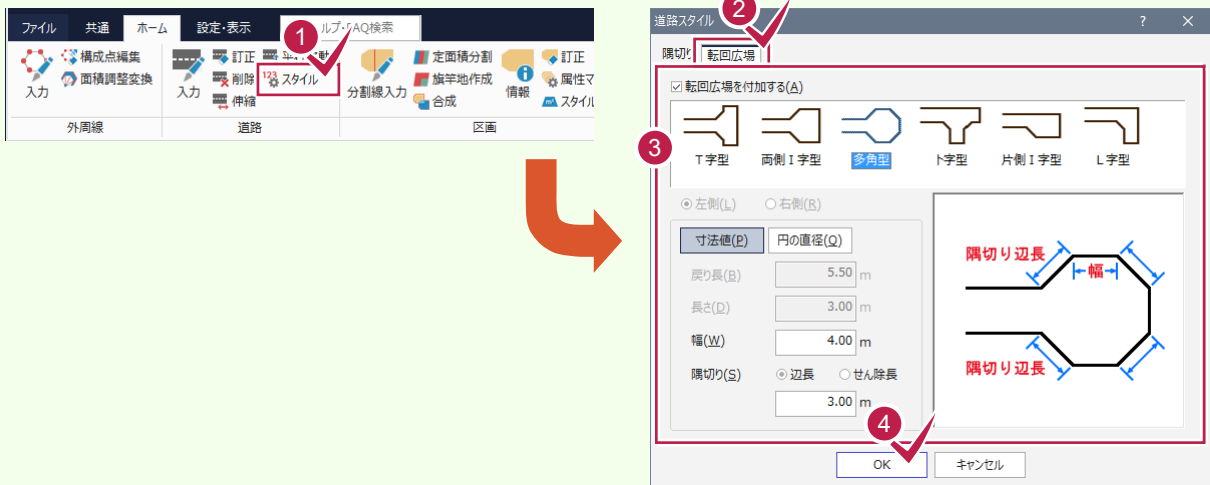 ファイル 共通 ホーム 設定・表示 ルプ・FAQ検索
1
構成点編集 訂正 定面積分割 訂正
面積調整変換 削除 123 スタイル 旗竿地作成 属性マ
入力 入力 伸縮 分割線入力 合成 情報 スタイル
外周線 道路 区画
2
道路スタイル ? ×
隅切り 転回広場
転回広場を付加する(A)
3
T字型 両側I字型 多角型 ト字型 片側I字型 L字型
左側(L) 右側(R)
寸法値(P) 円の直径(Q)
戻り長(B) 5.50 m
長さ(D) 3.00 m
幅(W) 4.00 m
隅切り(S) 辺長 せん除長
3.00 m
隅切り辺長
幅
隅切り辺長
4
OK キャンセル